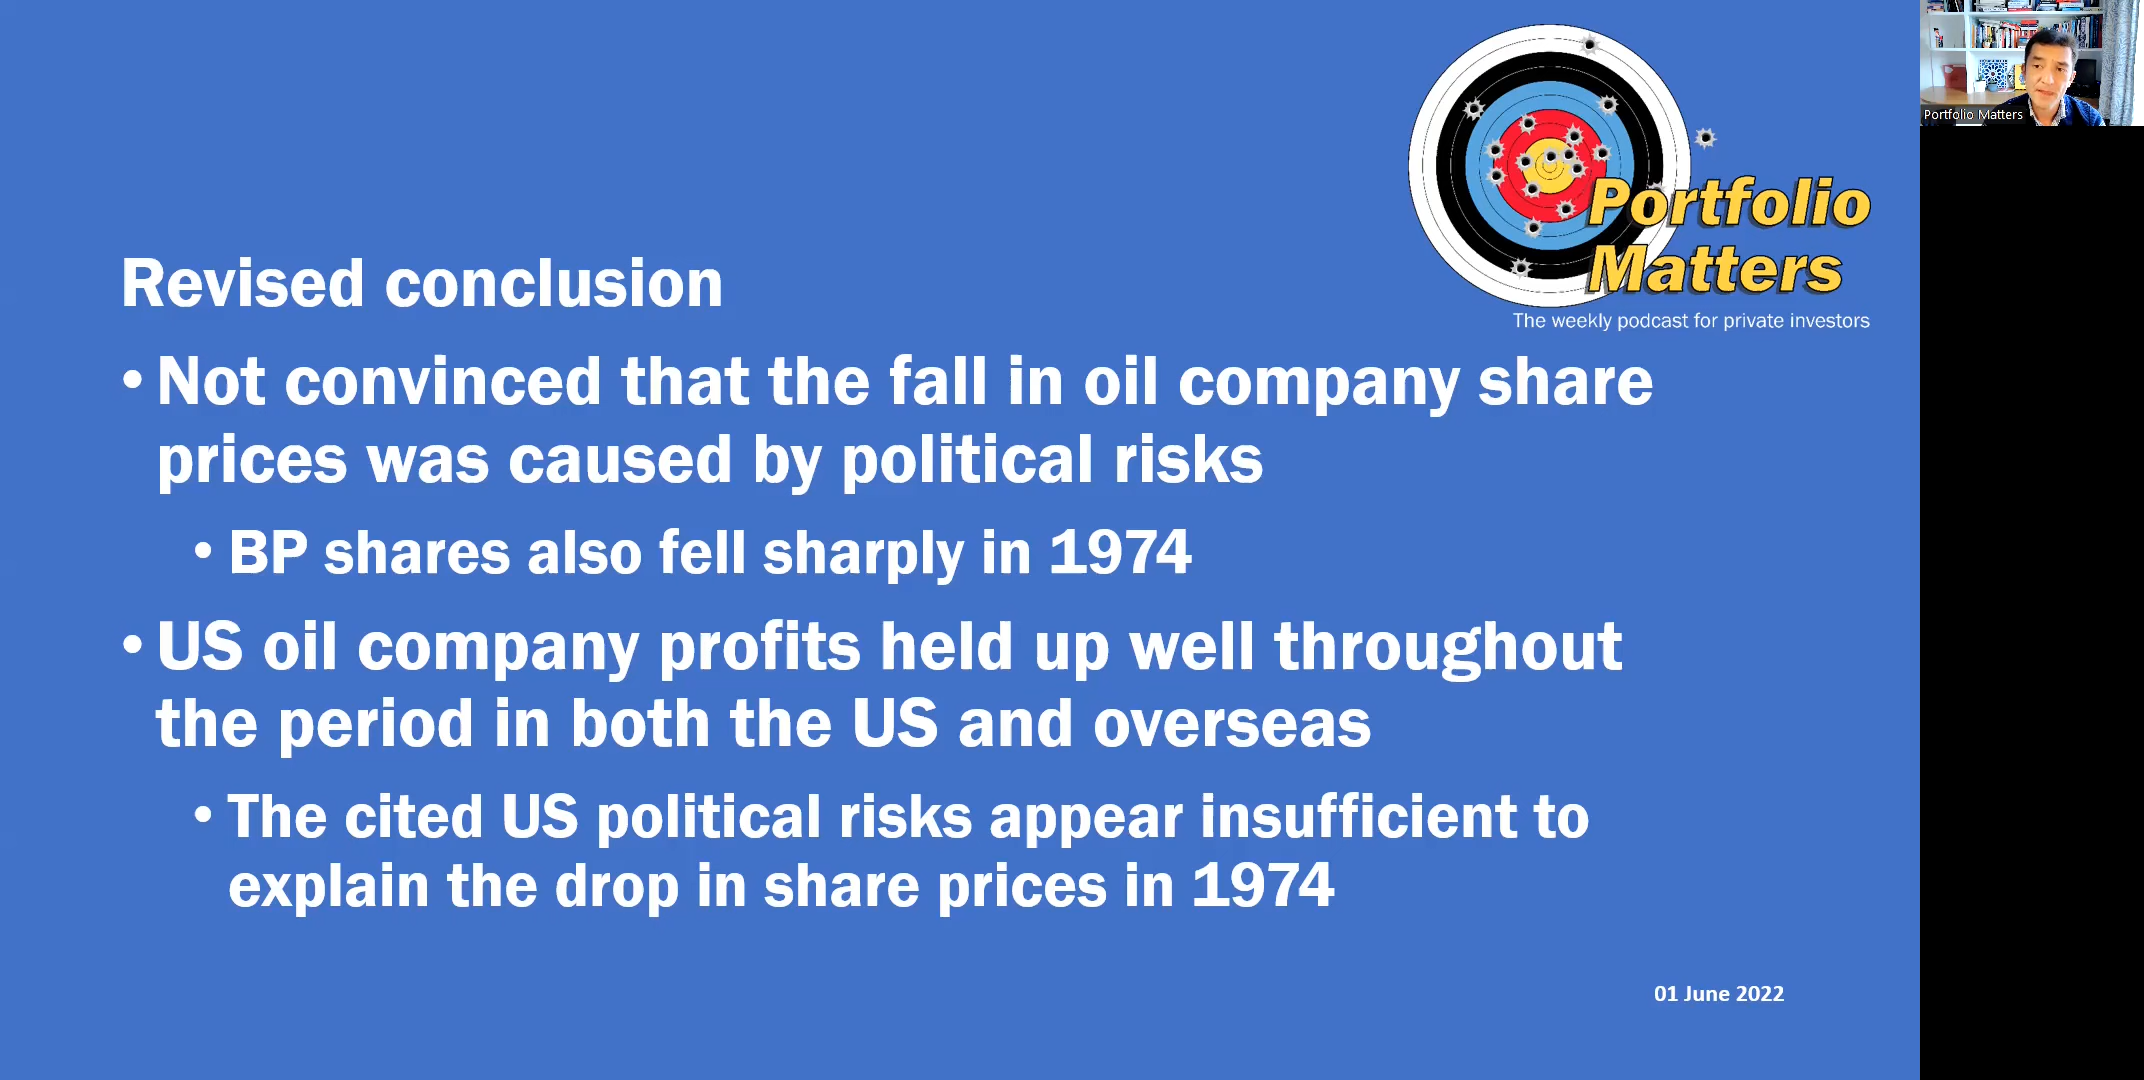 Portfolio Matters
Portfolio
Matters
The weekly podcast for private investors
Revised conclusion
• Not convinced that the fall in oil company share
prices was caused by political risks
• BP shares also fell sharply in 1974
• US oil company profits held up well throughout
the period in both the US and overseas
• The cited US political risks appear insufficient to
explain the drop in share prices in 1974
01 June 2022